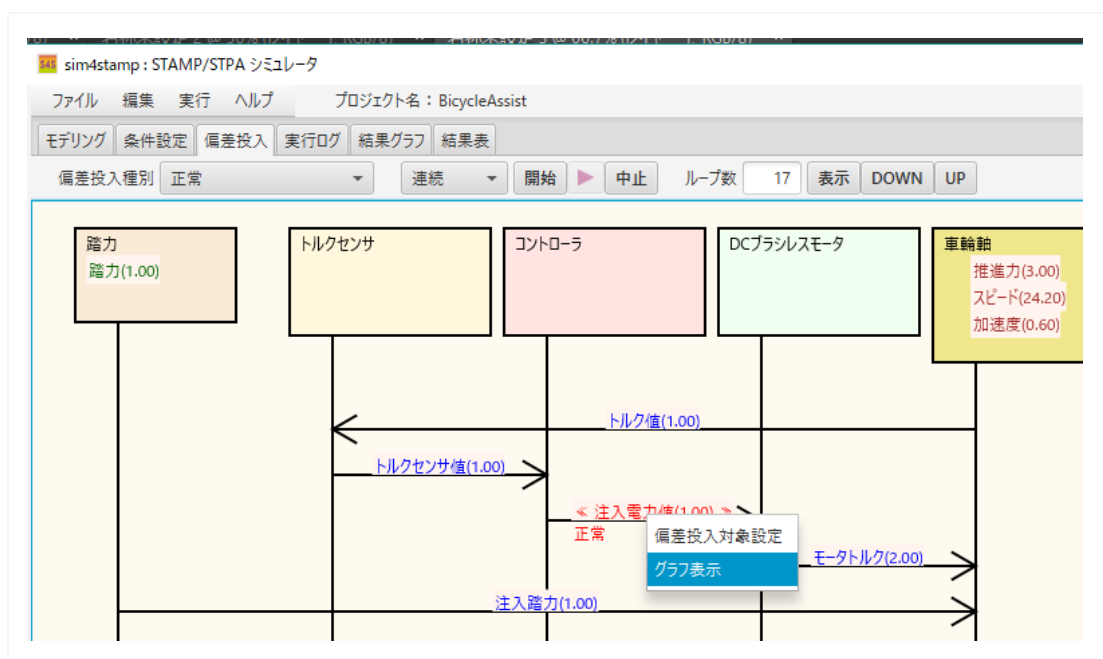 S4S sim4stamp : STAMP/STPA シミュレータ
ファイル 編集 実行 ヘルプ プロジェクト名 : BicycleAssist
モデリング 条件設定 偏差投入 実行ログ 結果グラフ 結果表
偏差投入種別 正常 連続 開始 中止 ループ数 17 表示 DOWN UP
踏力
踏力(1.00)
トルクセンサ
コントローラ
DCブラシレスモータ
車輪軸
推進力(3.00)
スピード(24.20)
加速度(0.60)
トルク値(1.00)
トルクセンサ値(1.00)
≪ 注入電力値(1.00) ≫
正常
偏差投入対象設定
グラフ表示
モータトルク(2.00)
注入踏力(1.00)